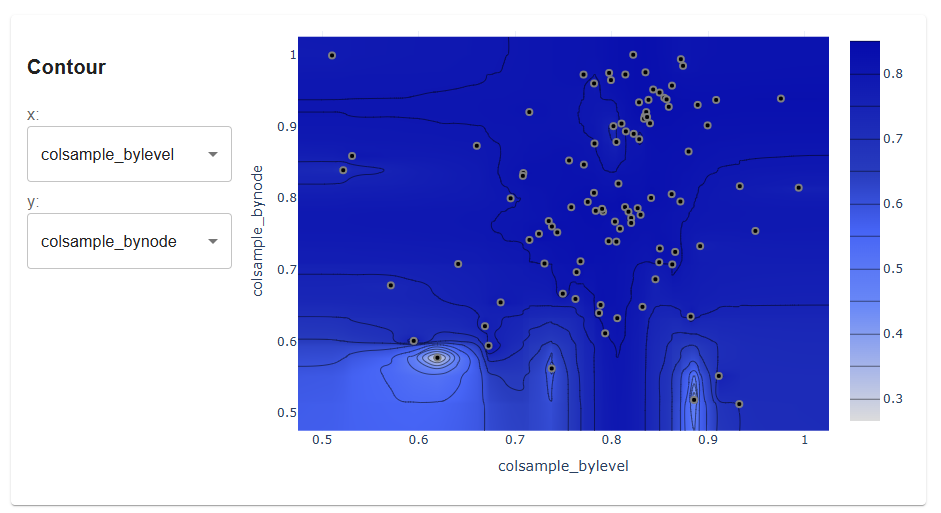 Contour
x:
colsample_bylevel
y:
colsample_bynode
colsample_bynode
1
0.9
0.8
0.7
0.6
0.5
0.5 0.6 0.7 0.8 0.9 1
colsample_bylevel
0.8
0.7
0.6
0.5
0.4
0.3